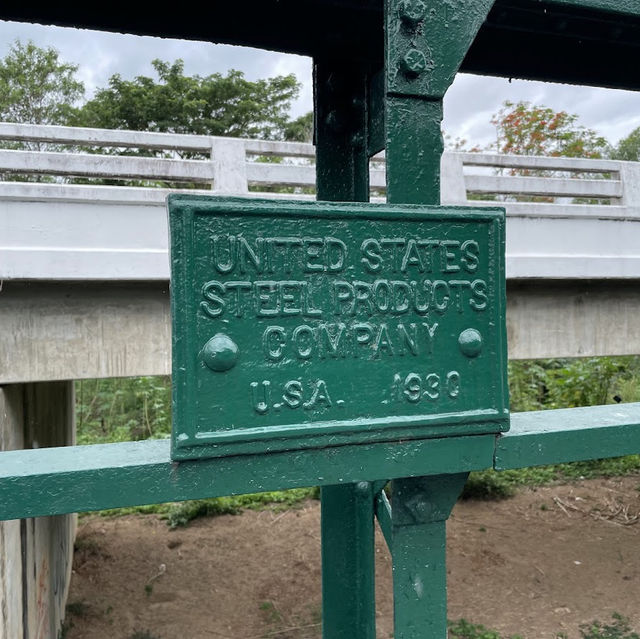 UNITED STATES
STEEL PRODUCTS
COMPANY
U.S.A. 1930